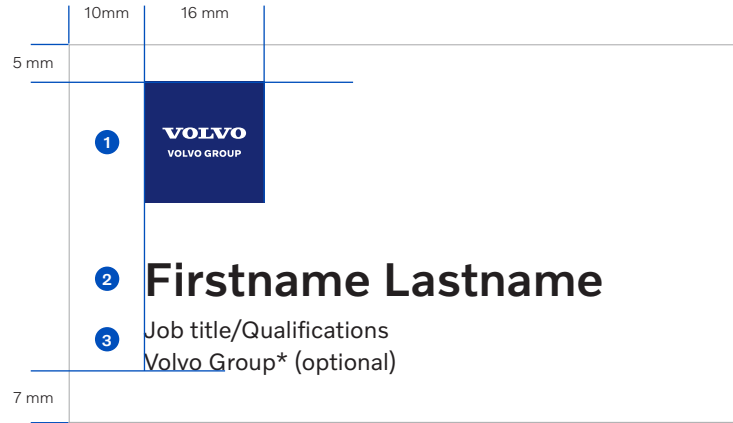 10mm 16 mm
5 mm
VOLVO
1
VOLVO GROUP
2 Firstname Lastname
3 Job title/Qualifications
Volvo Group* (optional)
7 mm